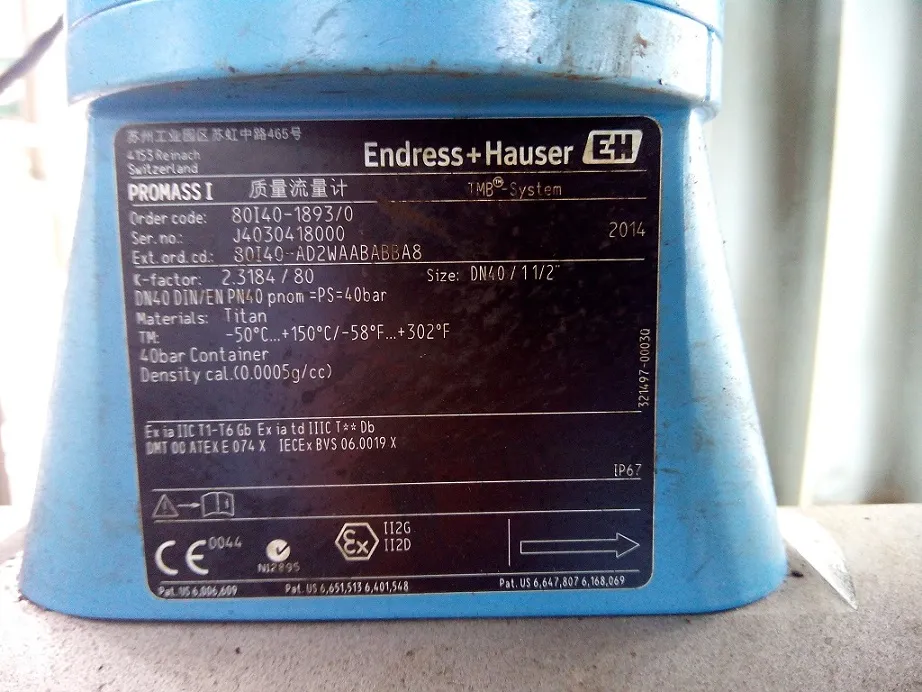 苏州工业园区苏虹中路465号
4153 Reinach
Switzerland
Endress+Hauser EH
PROMASS I 质量流量计 TMB™-System
Order code: 80I40-1893/0
Ser.no.: J4030418000 2014
Ext. ord. cd.: 80I40-AD2WAABABBA8
K-factor: 2.3184 / 80 Size: DN40 / 1 1/2"
DN40 DIN/EN PN40 pnom =PS=40bar
Materials: Titan
TM: -50°C...+150°C/-58°F...+302°F
40bar Container
Density cal.(0.0005g/cc)
321497-0003Q
Ex ia IIC T1-T6 Gb Ex ia td IIIC T** Db
DMT 00 ATEX E 074 X IECEx BVS 06.0019 X
IP67
i
CE 0044 N12895 Ex II2G
II2D
Pat. US 6,006,609 Pat. US 6,651,513 6,401,548 Pat. US 6,647,807 6,168,069